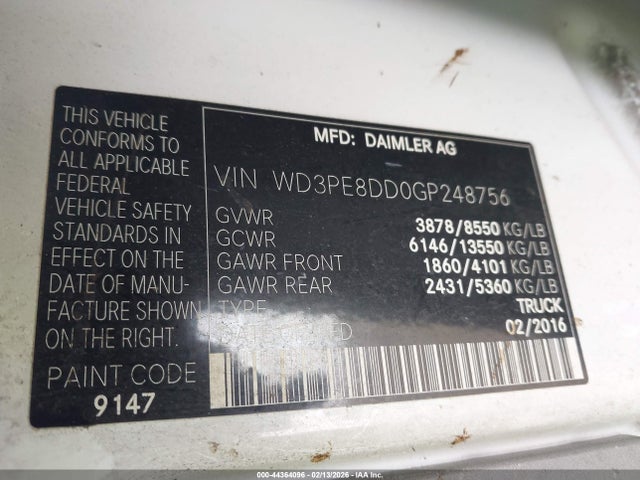 THIS VEHICLE
CONFORMS TO
ALL APPLICABLE
FEDERAL
VEHICLE SAFETY
STANDARDS IN
EFFECT ON THE
DATE OF MANU-
FACTURE SHOWN
ON THE RIGHT.
PAINT CODE
9147
MFD: DAIMLER AG
VIN WD3PE8DD0GP248756
GVWR 3878/8550 KG/LB
GCWR 6146/13550 KG/LB
GAWR FRONT 1860/4101 KG/LB
GAWR REAR 2431/5360 KG/LB
TYPE TRUCK
02/2016
000-44364096 | 02/13/2026 | IAA Corp.